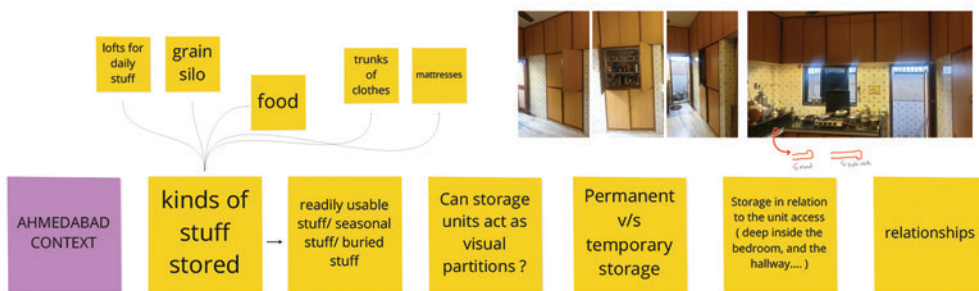 lofts for
daily
stuff
grain
silo
food
trunks
of
clothes
mattresses
AHMEDABAD
CONTEXT
kinds of
stuff
stored
readily usable
stuff/ seasonal
stuff/ buried
stuff
Can storage
units act as
visual
partitions ?
Permanent
v/s
temporary
storage
Storage in relation
to the unit access
( deep inside the
bedroom, and the
hallway.... )
relationships